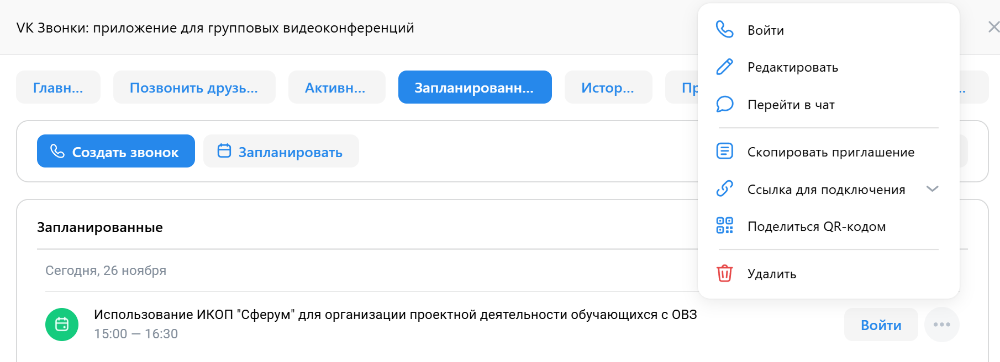 VK Звонки: приложение для групповых видеоконференций
Главн...
Позвонить друзь...
Активн...
Запланированн...
Истор...
Пр
..
Создать звонок
Запланировать
Войти
Редактировать
Перейти в чат
Скопировать приглашение
Ссылка для подключения
Поделиться QR-кодом
Удалить
Запланированные
Сегодня, 26 ноября
Использование ИКОП "Сферум" для организации проектной деятельности обучающихся с ОВЗ
15:00 — 16:30
Войти